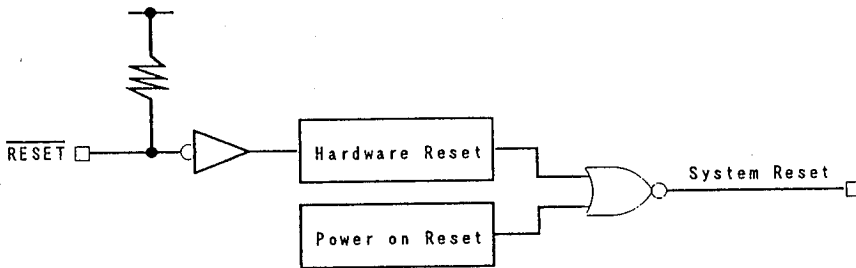 RESET
Hardware Reset
System Reset
Power on Reset